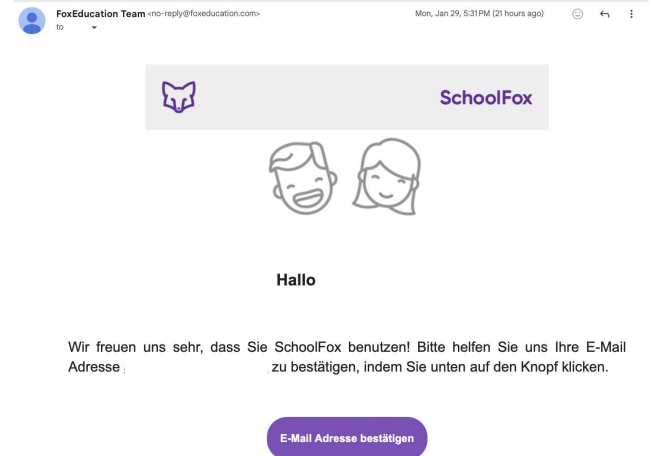 FoxEducation Team <no-reply@foxeducation.com> Mon, Jan 29, 5:31 PM (21 hours ago)
to
SchoolFox
Hallo
Wir freuen uns sehr, dass Sie SchoolFox benutzen! Bitte helfen Sie uns Ihre E-Mail
Adresse zu bestätigen, indem Sie unten auf den Knopf klicken.
E-Mail Adresse bestätigen